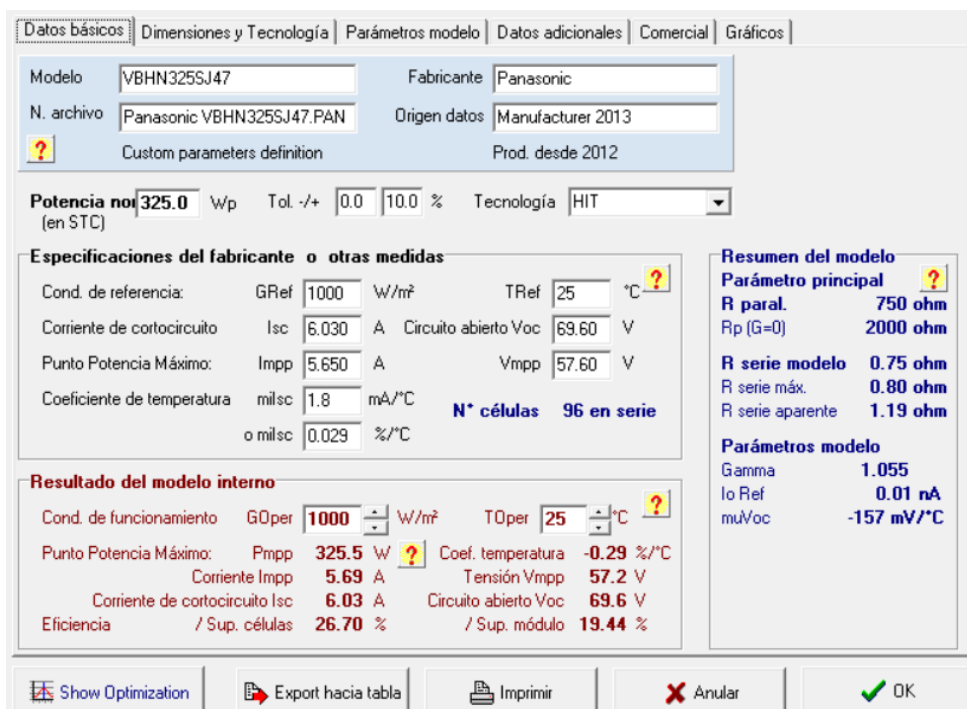 Datos básicos Dimensiones y Tecnología Parámetros modelo Datos adicionales Comercial Gráficos
Modelo VBHN325SJ47 Fabricante Panasonic
N. archivo Panasonic VBHN325SJ47.PAN Origen datos Manufacturer 2013
? Custom parameters definition Prod. desde 2012
Potencia nor 325.0 Wp Tol. -/+ 0.0 10.0 % Tecnología HIT
(en STC)
Especificaciones del fabricante o otras medidas
Cond. de referencia: GRef 1000 W/m² TRef 25 °C ?
Corriente de cortocircuito Isc 6.030 A Circuito abierto Voc 69.60 V
Punto Potencia Máximo: Impp 5.650 A Vmpp 57.60 V
Coeficiente de temperatura miIsc 1.8 mA/°C N° células 96 en serie
o miIsc 0.029 %/°C
Resultado del modelo interno
Cond. de funcionamiento GOper 1000 W/m² TOper 25 °C ?
Punto Potencia Máximo: Pmpp 325.5 W ? Coef. temperatura -0.29 %/°C
Corriente Impp 5.69 A Tensión Vmpp 57.2 V
Corriente de cortocircuito Isc 6.03 A Circuito abierto Voc 69.6 V
Eficiencia / Sup. células 26.70 % / Sup. módulo 19.44 %
Resumen del modelo
Parámetro principal ?
R paral. 750 ohm
Rp (G=0) 2000 ohm
R serie modelo 0.75 ohm
R serie máx. 0.80 ohm
R serie aparente 1.19 ohm
Parámetros modelo
Gamma 1.055
Io Ref 0.01 nA
muVoc -157 mV/°C
Show Optimization Export hacia tabla Imprimir Anular OK